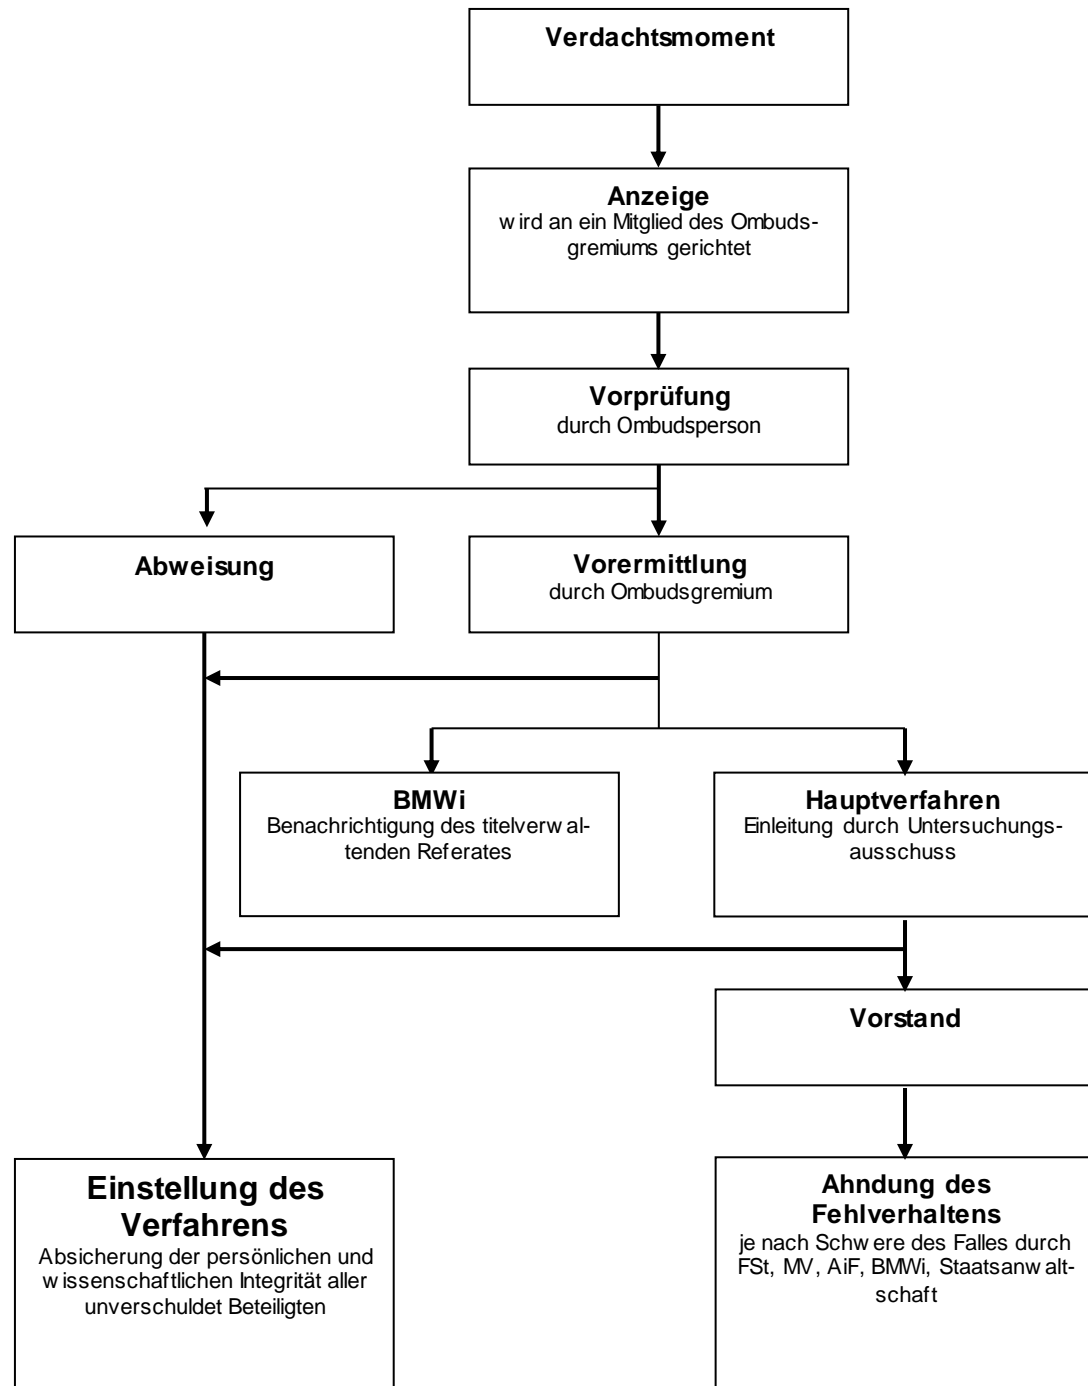 Verdachtsmoment
Anzeige
wird an ein Mitglied des Ombuds-
gremiums gerichtet
Vorprüfung
durch Ombudsperson
Abweisung
Vorermittlung
durch Ombudsgremium
BMWi
Benachrichtigung des titelverwal-
tenden Referates
Hauptverfahren
Einleitung durch Untersuchungs-
ausschuss
Vorstand
Einstellung des
Verfahrens
Absicherung der persönlichen und
wissenschaftlichen Integrität aller
unverschuldet Beteiligten
Ahndung des
Fehlverhaltens
je nach Schwere des Falles durch
FSt, MV, AiF, BMWi, Staatsanwalt-
schaft